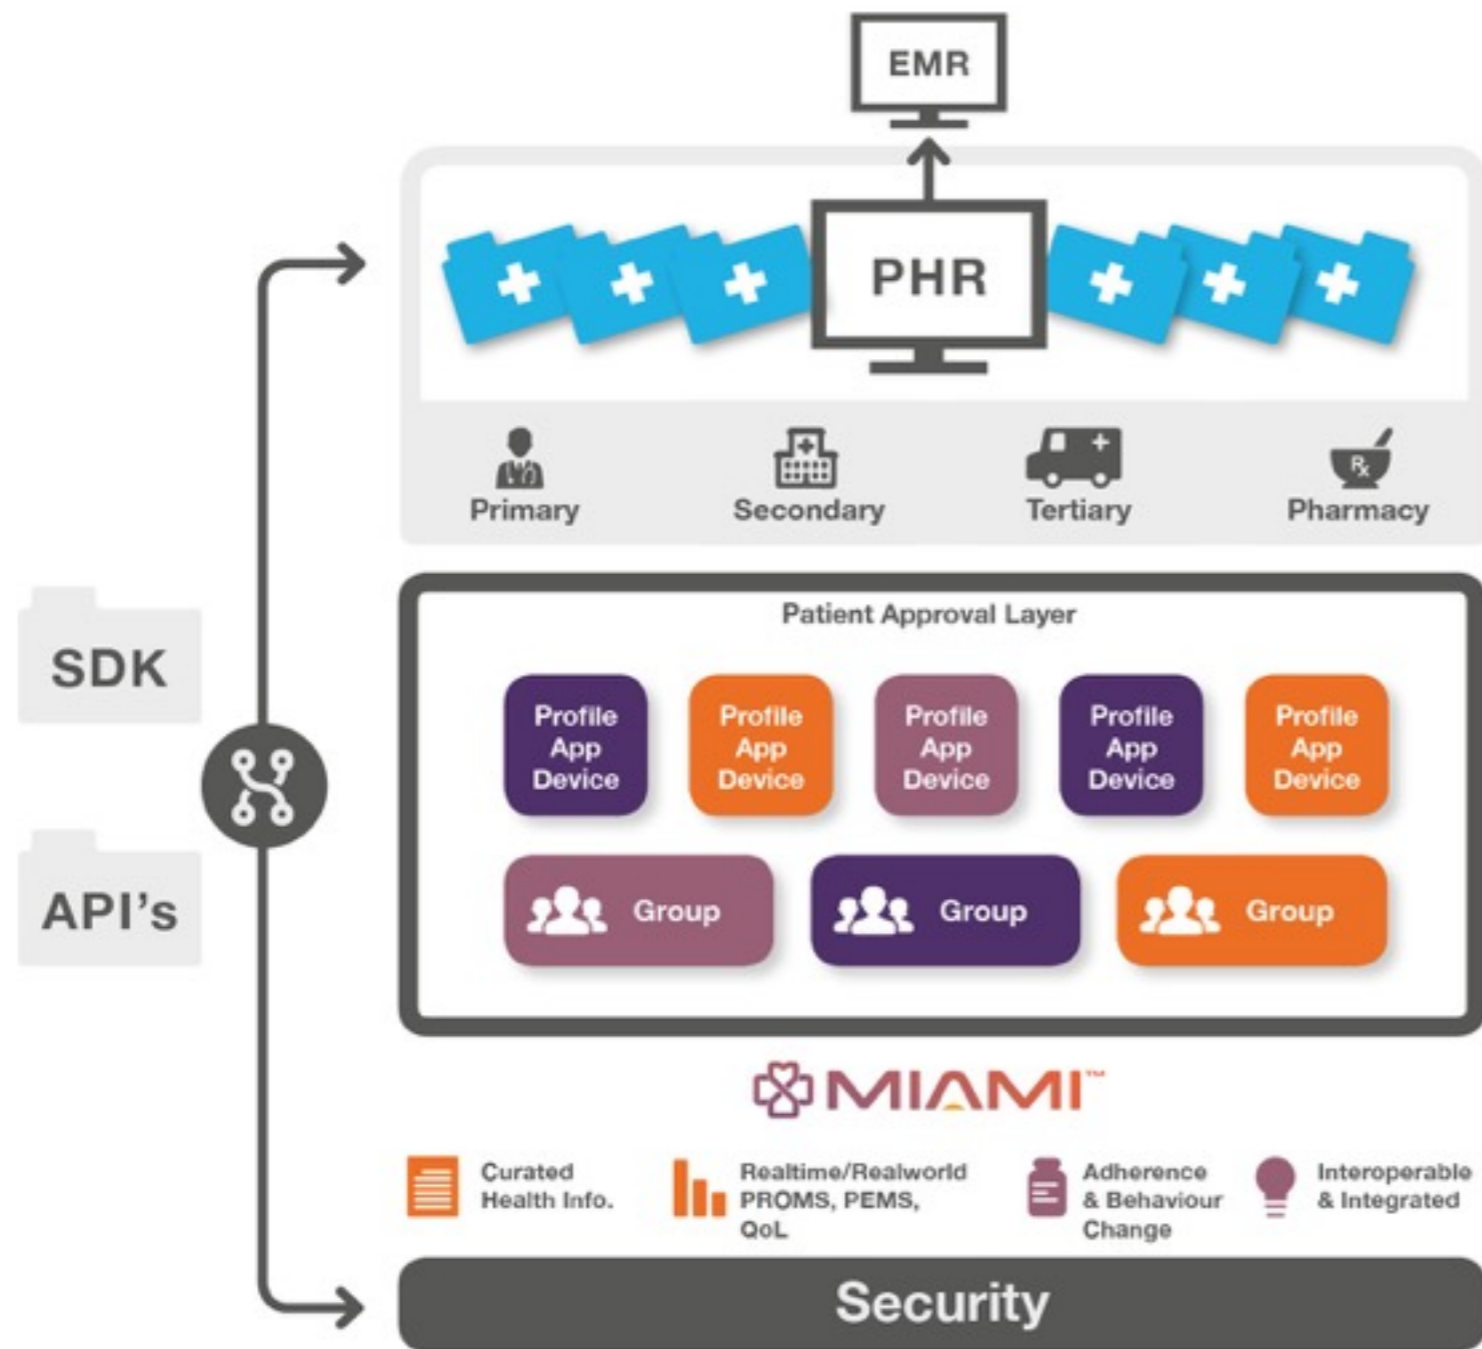 EMR
PHR
Primary
Secondary
Tertiary
Pharmacy
Rx
SDK
API's
Patient Approval Layer
Profile
App
Device
Profile
App
Device
Profile
App
Device
Profile
App
Device
Profile
App
Device
Group
Group
Group
MIAMI™
Curated
Health Info.
Realtime/Realworld
PROMS, PEMS,
QoL
Adherence
& Behaviour
Change
Interoperable
& Integrated
Security